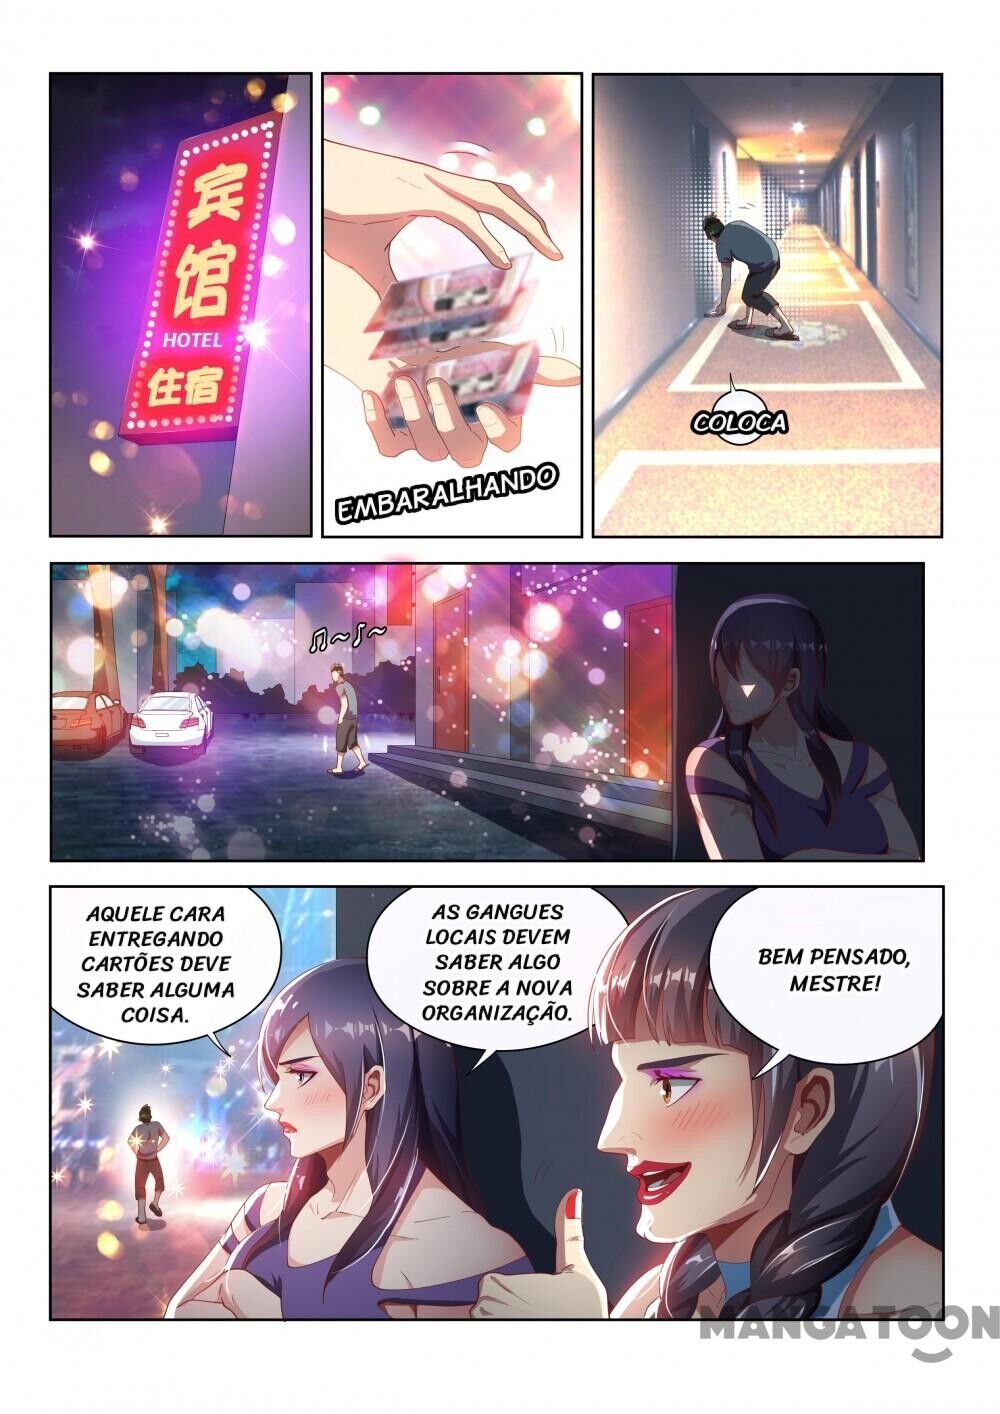 宾
馆
HOTEL
住宿
EMBARALHANDO
COLOCA
♫~♪~
AQUELE CARA
ENTREGANDO
CARTÕES DEVE
SABER ALGUMA
COISA.
AS GANGUES
LOCAIS DEVEM
SABER ALGO
SOBRE A NOVA
ORGANIZAÇÃO.
BEM PENSADO,
MESTRE!
MANGATOON